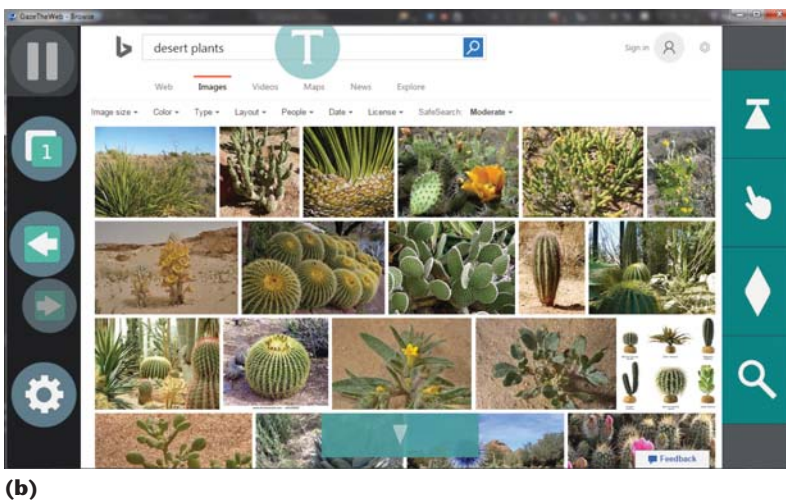 GazeTheWeb - Browse
desert plants
T
Sign in
Web Images Videos Maps News Explore
Image size Color Type Layout People Date License SafeSearch: Moderate
1
Feedback
(b)